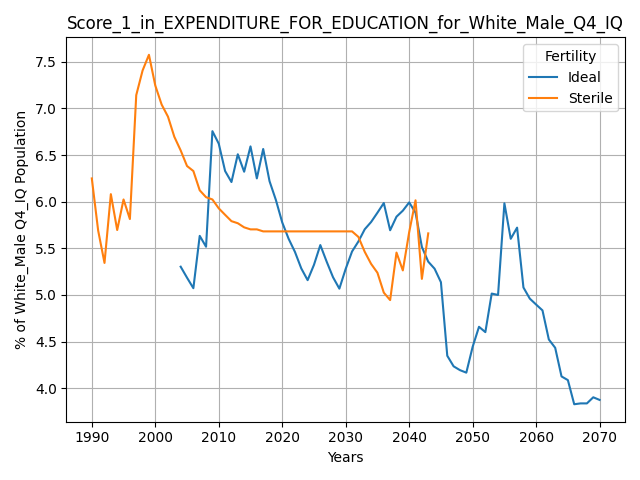 Score_1_in_EXPENDITURE_FOR_EDUCATION_for_White_Male_Q4_IQ
Fertility
Ideal
Sterile
% of White_Male Q4_IQ Population
7.5
7.0
6.5
6.0
5.5
5.0
4.5
4.0
1990 2000 2010 2020 2030 2040 2050 2060 2070
Years